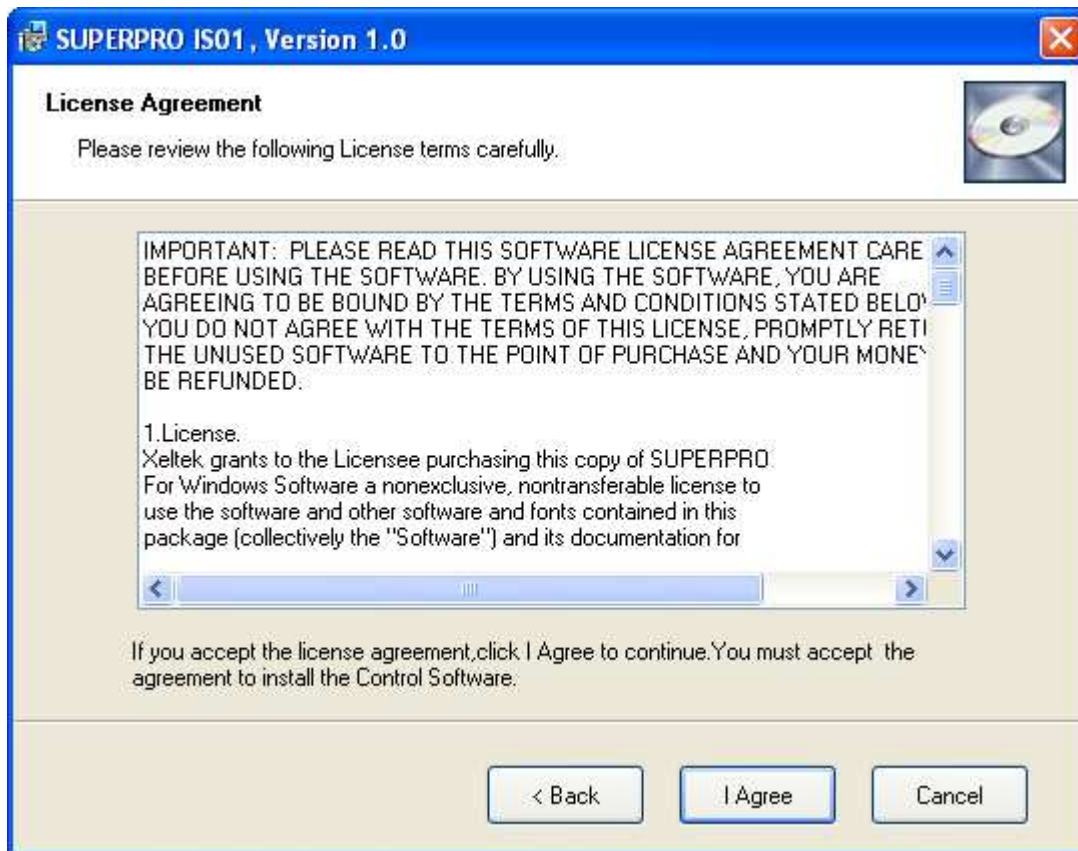 SUPERPRO IS01, Version 1.0
License Agreement
Please review the following License terms carefully.
IMPORTANT:  PLEASE READ THIS SOFTWARE LICENSE AGREEMENT CARE
BEFORE USING THE SOFTWARE. BY USING THE SOFTWARE, YOU ARE
AGREEING TO BE BOUND BY THE TERMS AND CONDITIONS STATED BELO
YOU DO NOT AGREE WITH THE TERMS OF THIS LICENSE, PROMPTLY RET
THE UNUSED SOFTWARE TO THE POINT OF PURCHASE AND YOUR MONE
BE REFUNDED.
1.License.
Xeltek grants to the Licensee purchasing this copy of SUPERPRO
For Windows Software a nonexclusive, nontransferable license to
use the software and other software and fonts contained in this
package (collectively the "Software") and its documentation for
If you accept the license agreement,click I Agree to continue.You must accept  the
agreement to install the Control Software.
< Back
I Agree
Cancel